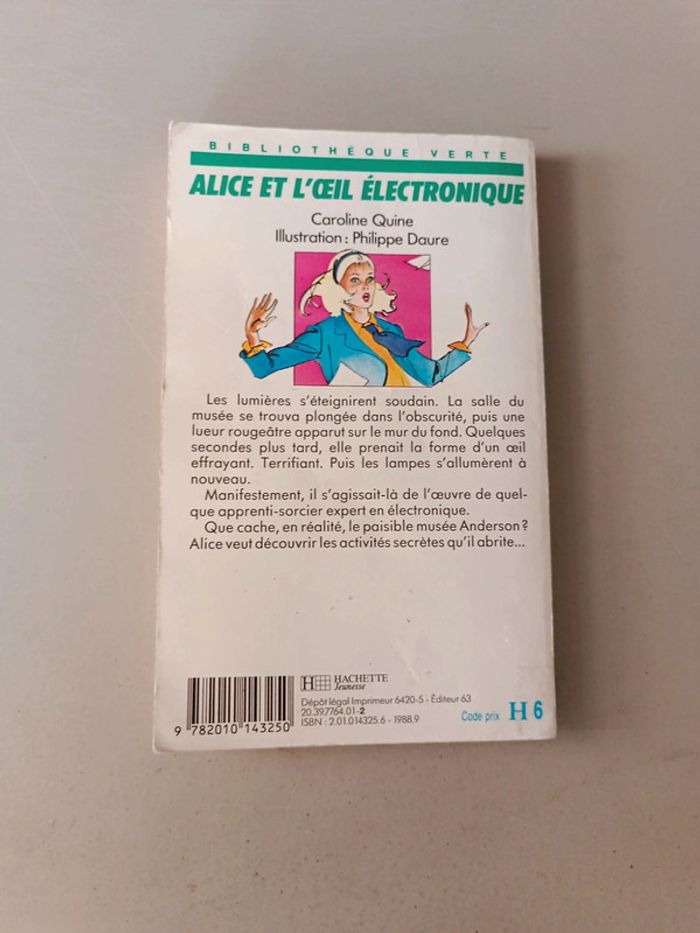 BIBLIOTHÈQUE VERTE
ALICE ET L'ŒIL ÉLECTRONIQUE
Caroline Quine
Illustration : Philippe Daure
Les lumières s'éteignirent soudain. La salle du
musée se trouva plongée dans l'obscurité, puis une
lueur rougeâtre apparut sur le mur du fond. Quelques
secondes plus tard, elle prenait la forme d'un œil
effrayant. Terrifiant. Puis les lampes s'allumèrent à
nouveau.
Manifestement, il s'agissait-là de l'œuvre de quel-
que apprenti-sorcier expert en électronique.
Que cache, en réalité, le paisible musée Anderson ?
Alice veut découvrir les activités secrètes qu'il abrite...
H HACHETTE
Jeunesse
Dépôt légal Imprimeur 6420-5 - Éditeur 63
20.39.7764.01-2
ISBN : 2.01.014325.6 - 1988.9
Code prix H 6
9 782010 143250